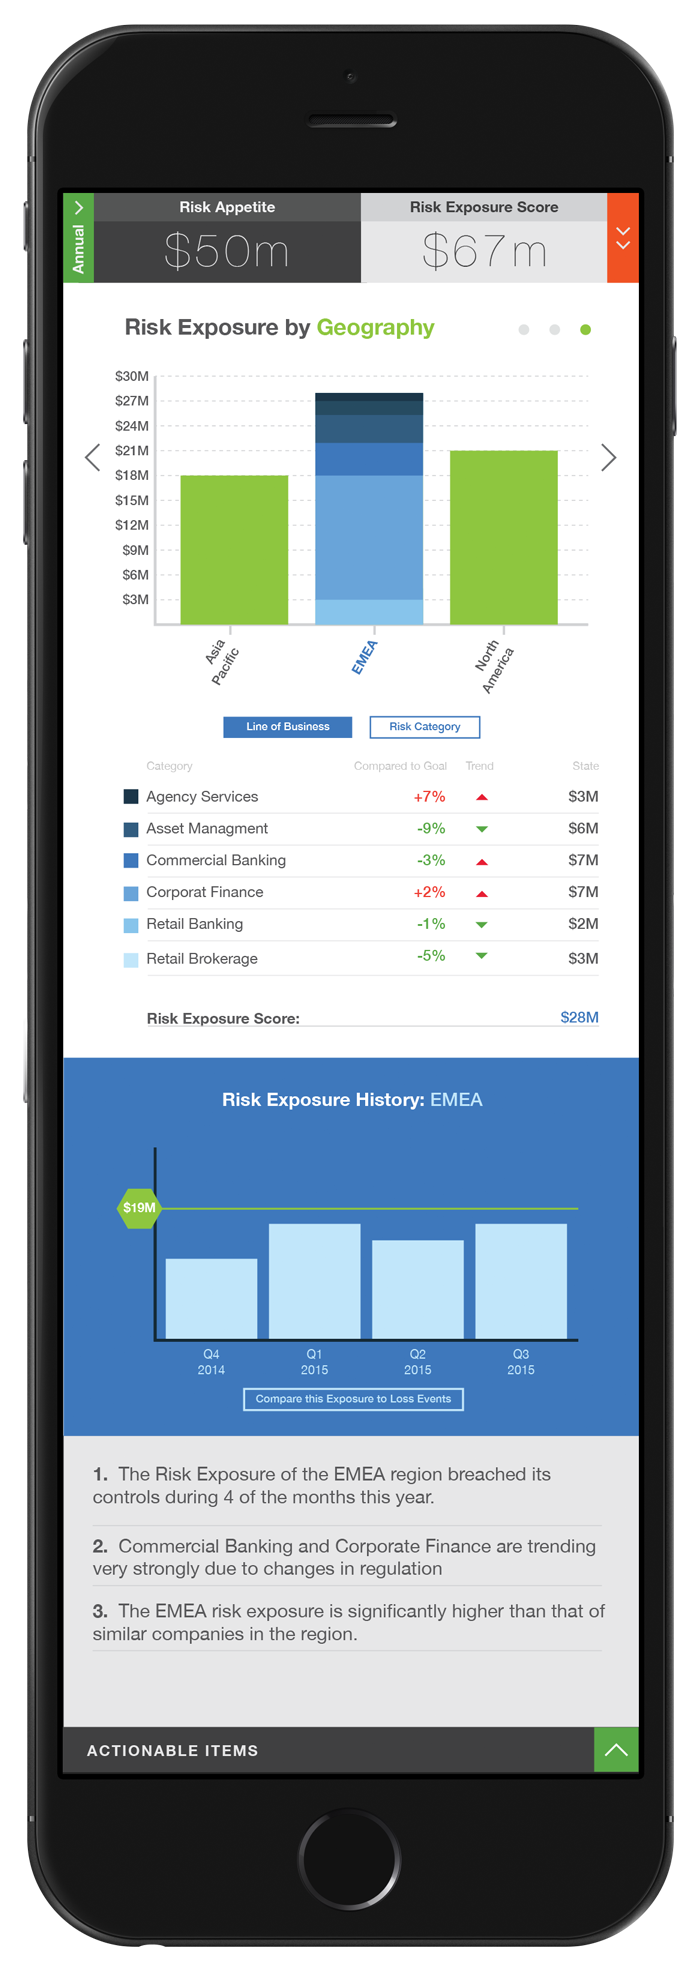 Annual
Risk Appetite
$50m
Risk Exposure Score
$67m
Risk Exposure by Geography
$30M
$27M
$24M
$21M
$18M
$15M
$12M
$9M
$6M
$3M
Asia
Pacific
EMEA
North
America
Line of Business
Risk Category
Category Compared to Goal Trend State
Agency Services +7% $3M
Asset Managment -9% $6M
Commercial Banking -3% $7M
Corporat Finance +2% $7M
Retail Banking -1% $2M
Retail Brokerage -5% $3M
Risk Exposure Score: $28M
Risk Exposure History: EMEA
$19M
Q4
2014
Q1
2015
Q2
2015
Q3
2015
Compare this Exposure to Loss Events
1. The Risk Exposure of the EMEA region breached its
controls during 4 of the months this year.
2. Commercial Banking and Corporate Finance are trending
very strongly due to changes in regulation
3. The EMEA risk exposure is significantly higher than that of
similar companies in the region.
ACTIONABLE ITEMS